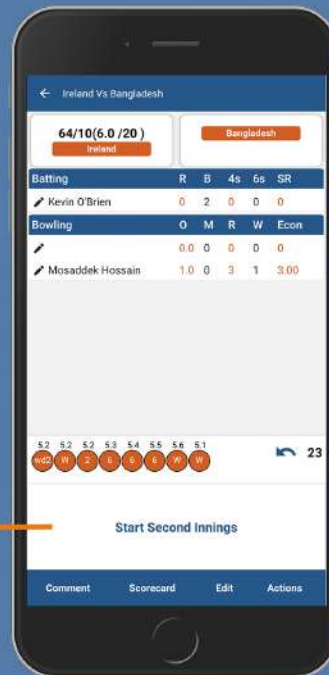 Ireland Vs Bangladesh
64/10(6.0 /20 )
Ireland
Bangladesh
Batting R B 4s 6s SR
Kevin O'Brien 0 2 0 0 0
Bowling O M R W Econ
0.0 0 0 0 0
Mosaddek Hossain 1.0 0 3 1 3.00
5.2 5.2 5.2 5.3 5.4 5.5 5.6 5.1
wd2 W 2 6 6 6 W W
23
Start Second Innings
Comment Scorecard Edit Actions